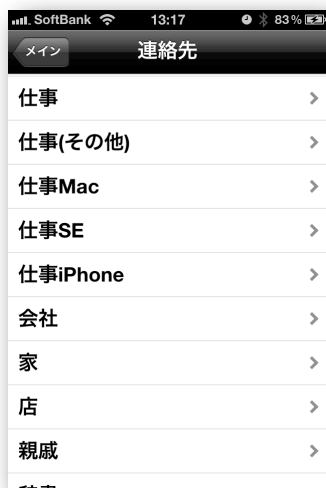 SoftBank 13:17 83%
メイン 連絡先
仕事
仕事(その他)
仕事Mac
仕事SE
仕事iPhone
会社
家
店
親戚